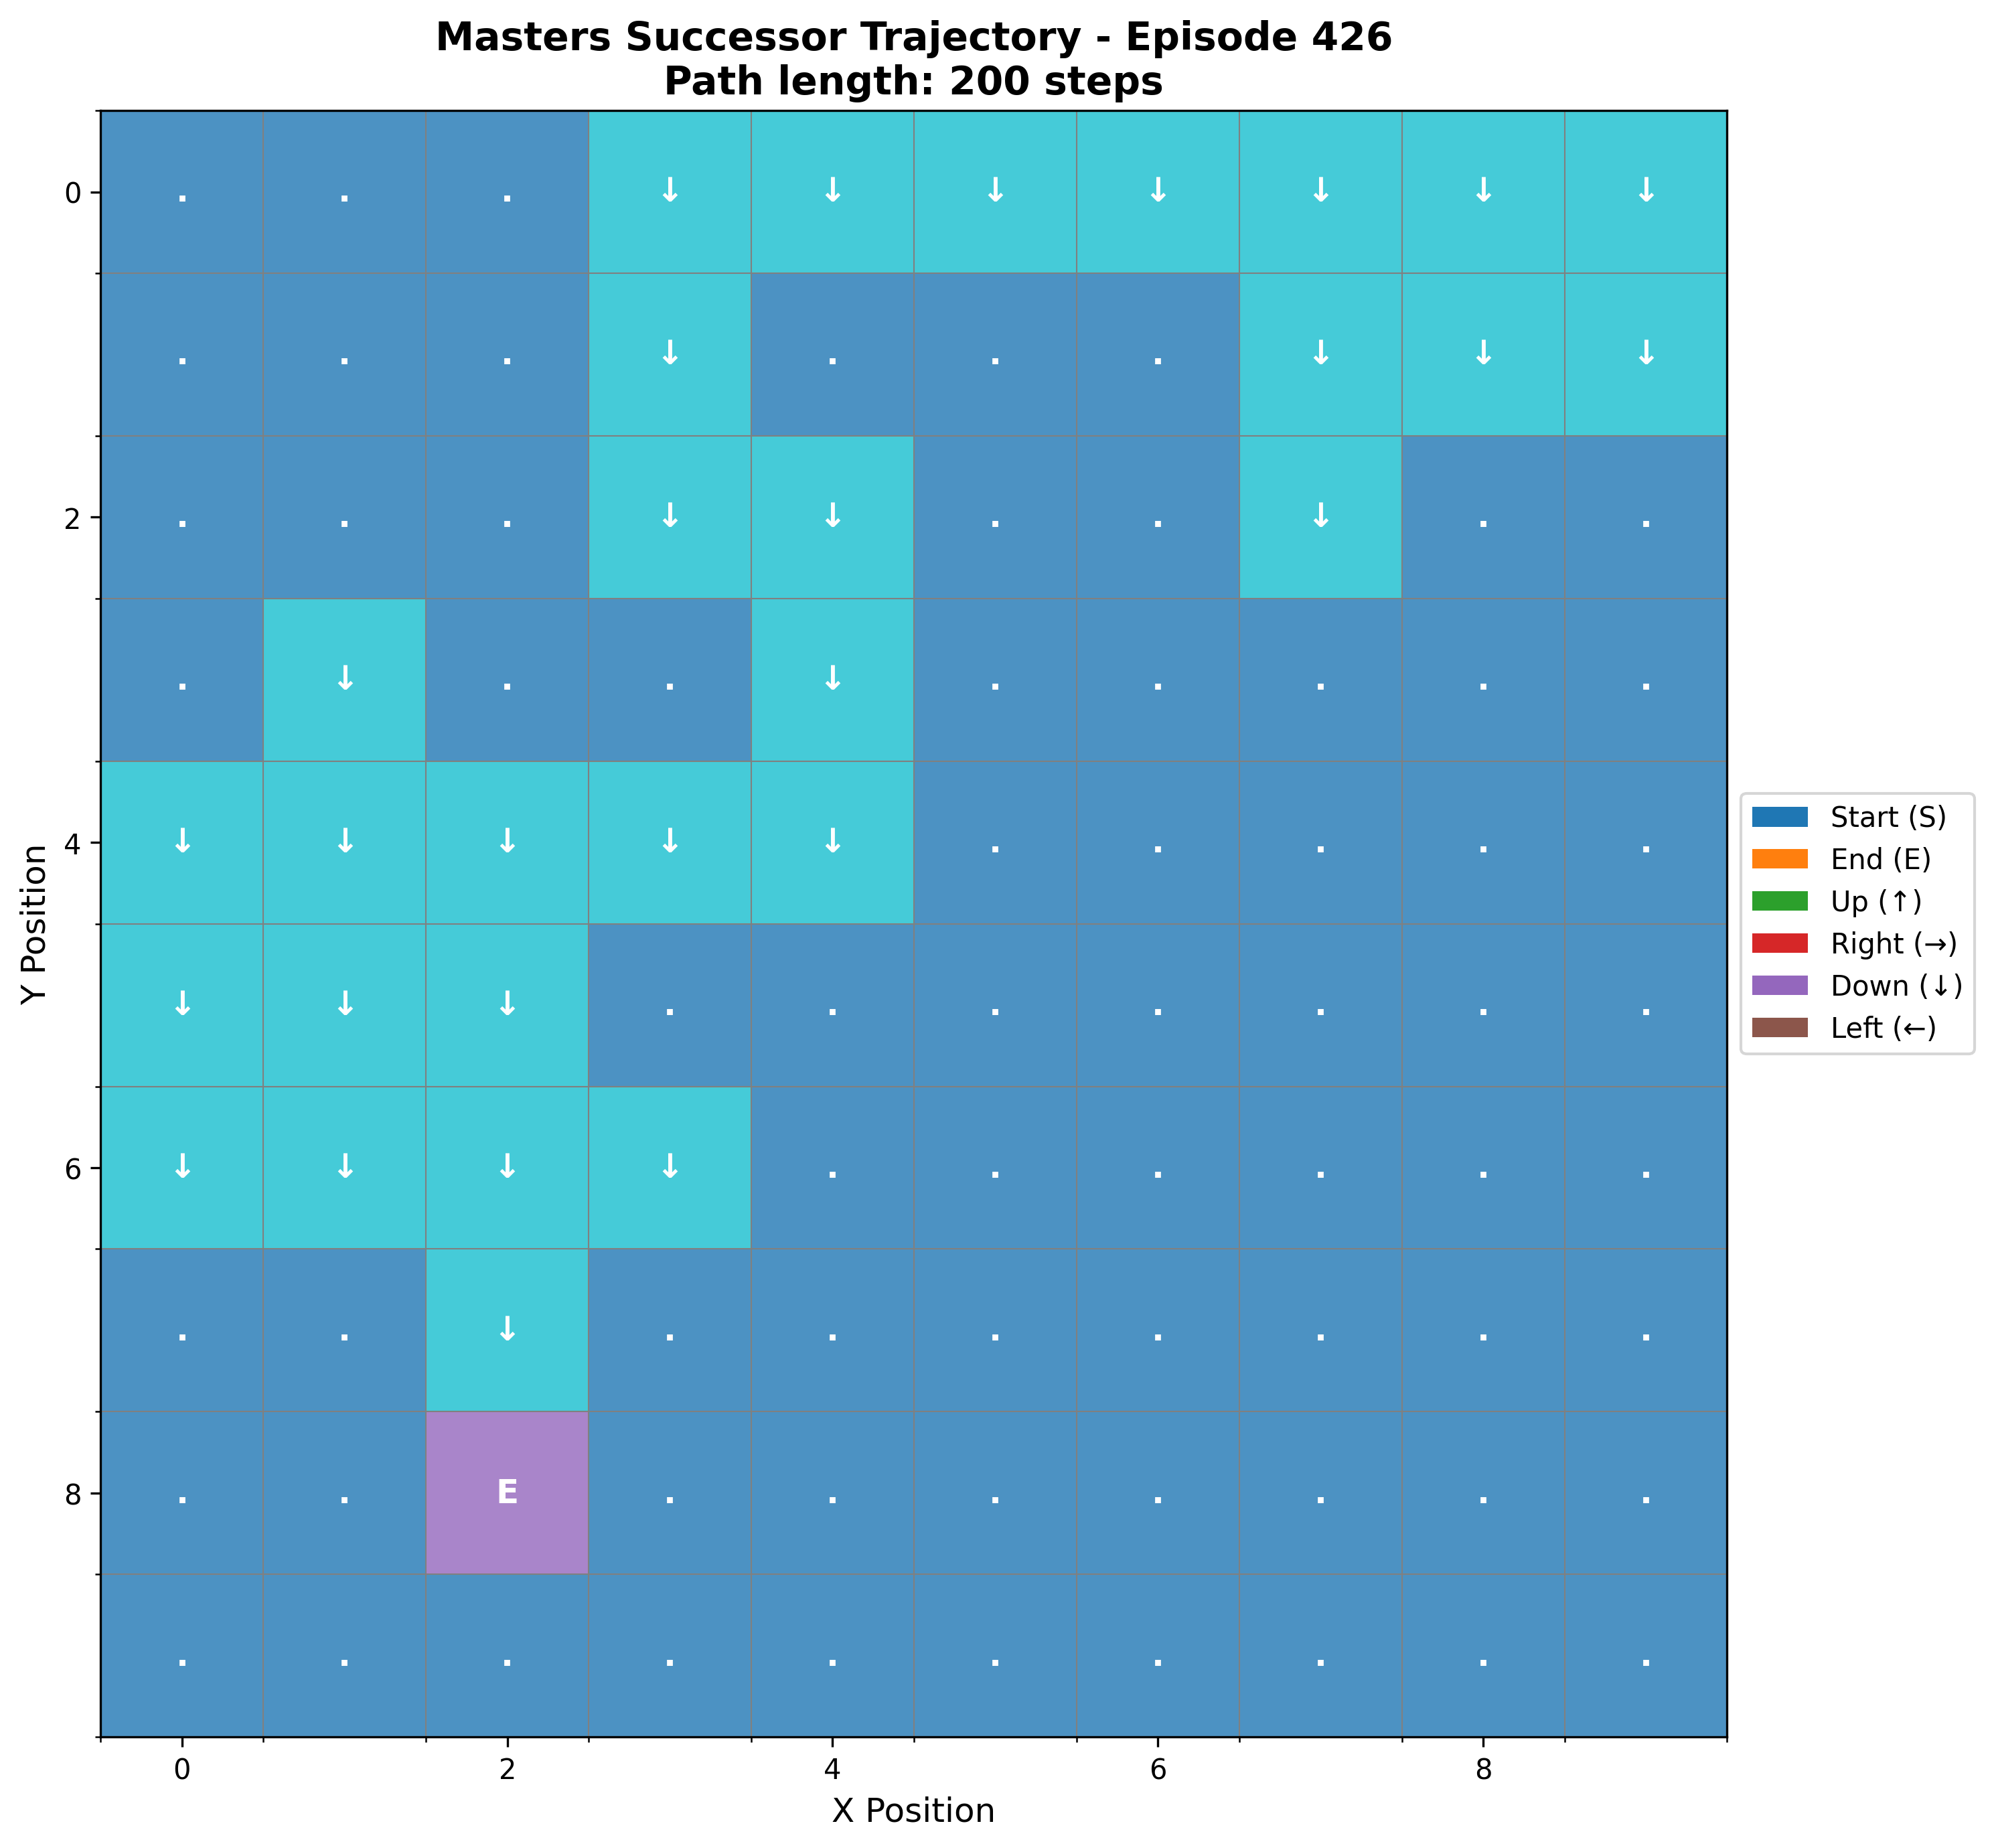 Masters Successor Trajectory - Episode 426
Path length: 200 steps
0 . . . ↓ ↓ ↓ ↓ ↓ ↓ ↓
. . . ↓ . . . ↓ ↓ ↓
2 . . . ↓ ↓ . . ↓ . .
. ↓ . . ↓ . . . . .
4 ↓ ↓ ↓ ↓ ↓ . . . . .
↓ ↓ ↓ . . . . . . .
6 ↓ ↓ ↓ ↓ . . . . . .
. . ↓ . . . . . . .
8 . . E . . . . . . .
. . . . . . . . . .
0 2 4 6 8
X Position
Y Position
Start (S)
End (E)
Up (↑)
Right (→)
Down (↓)
Left (←)